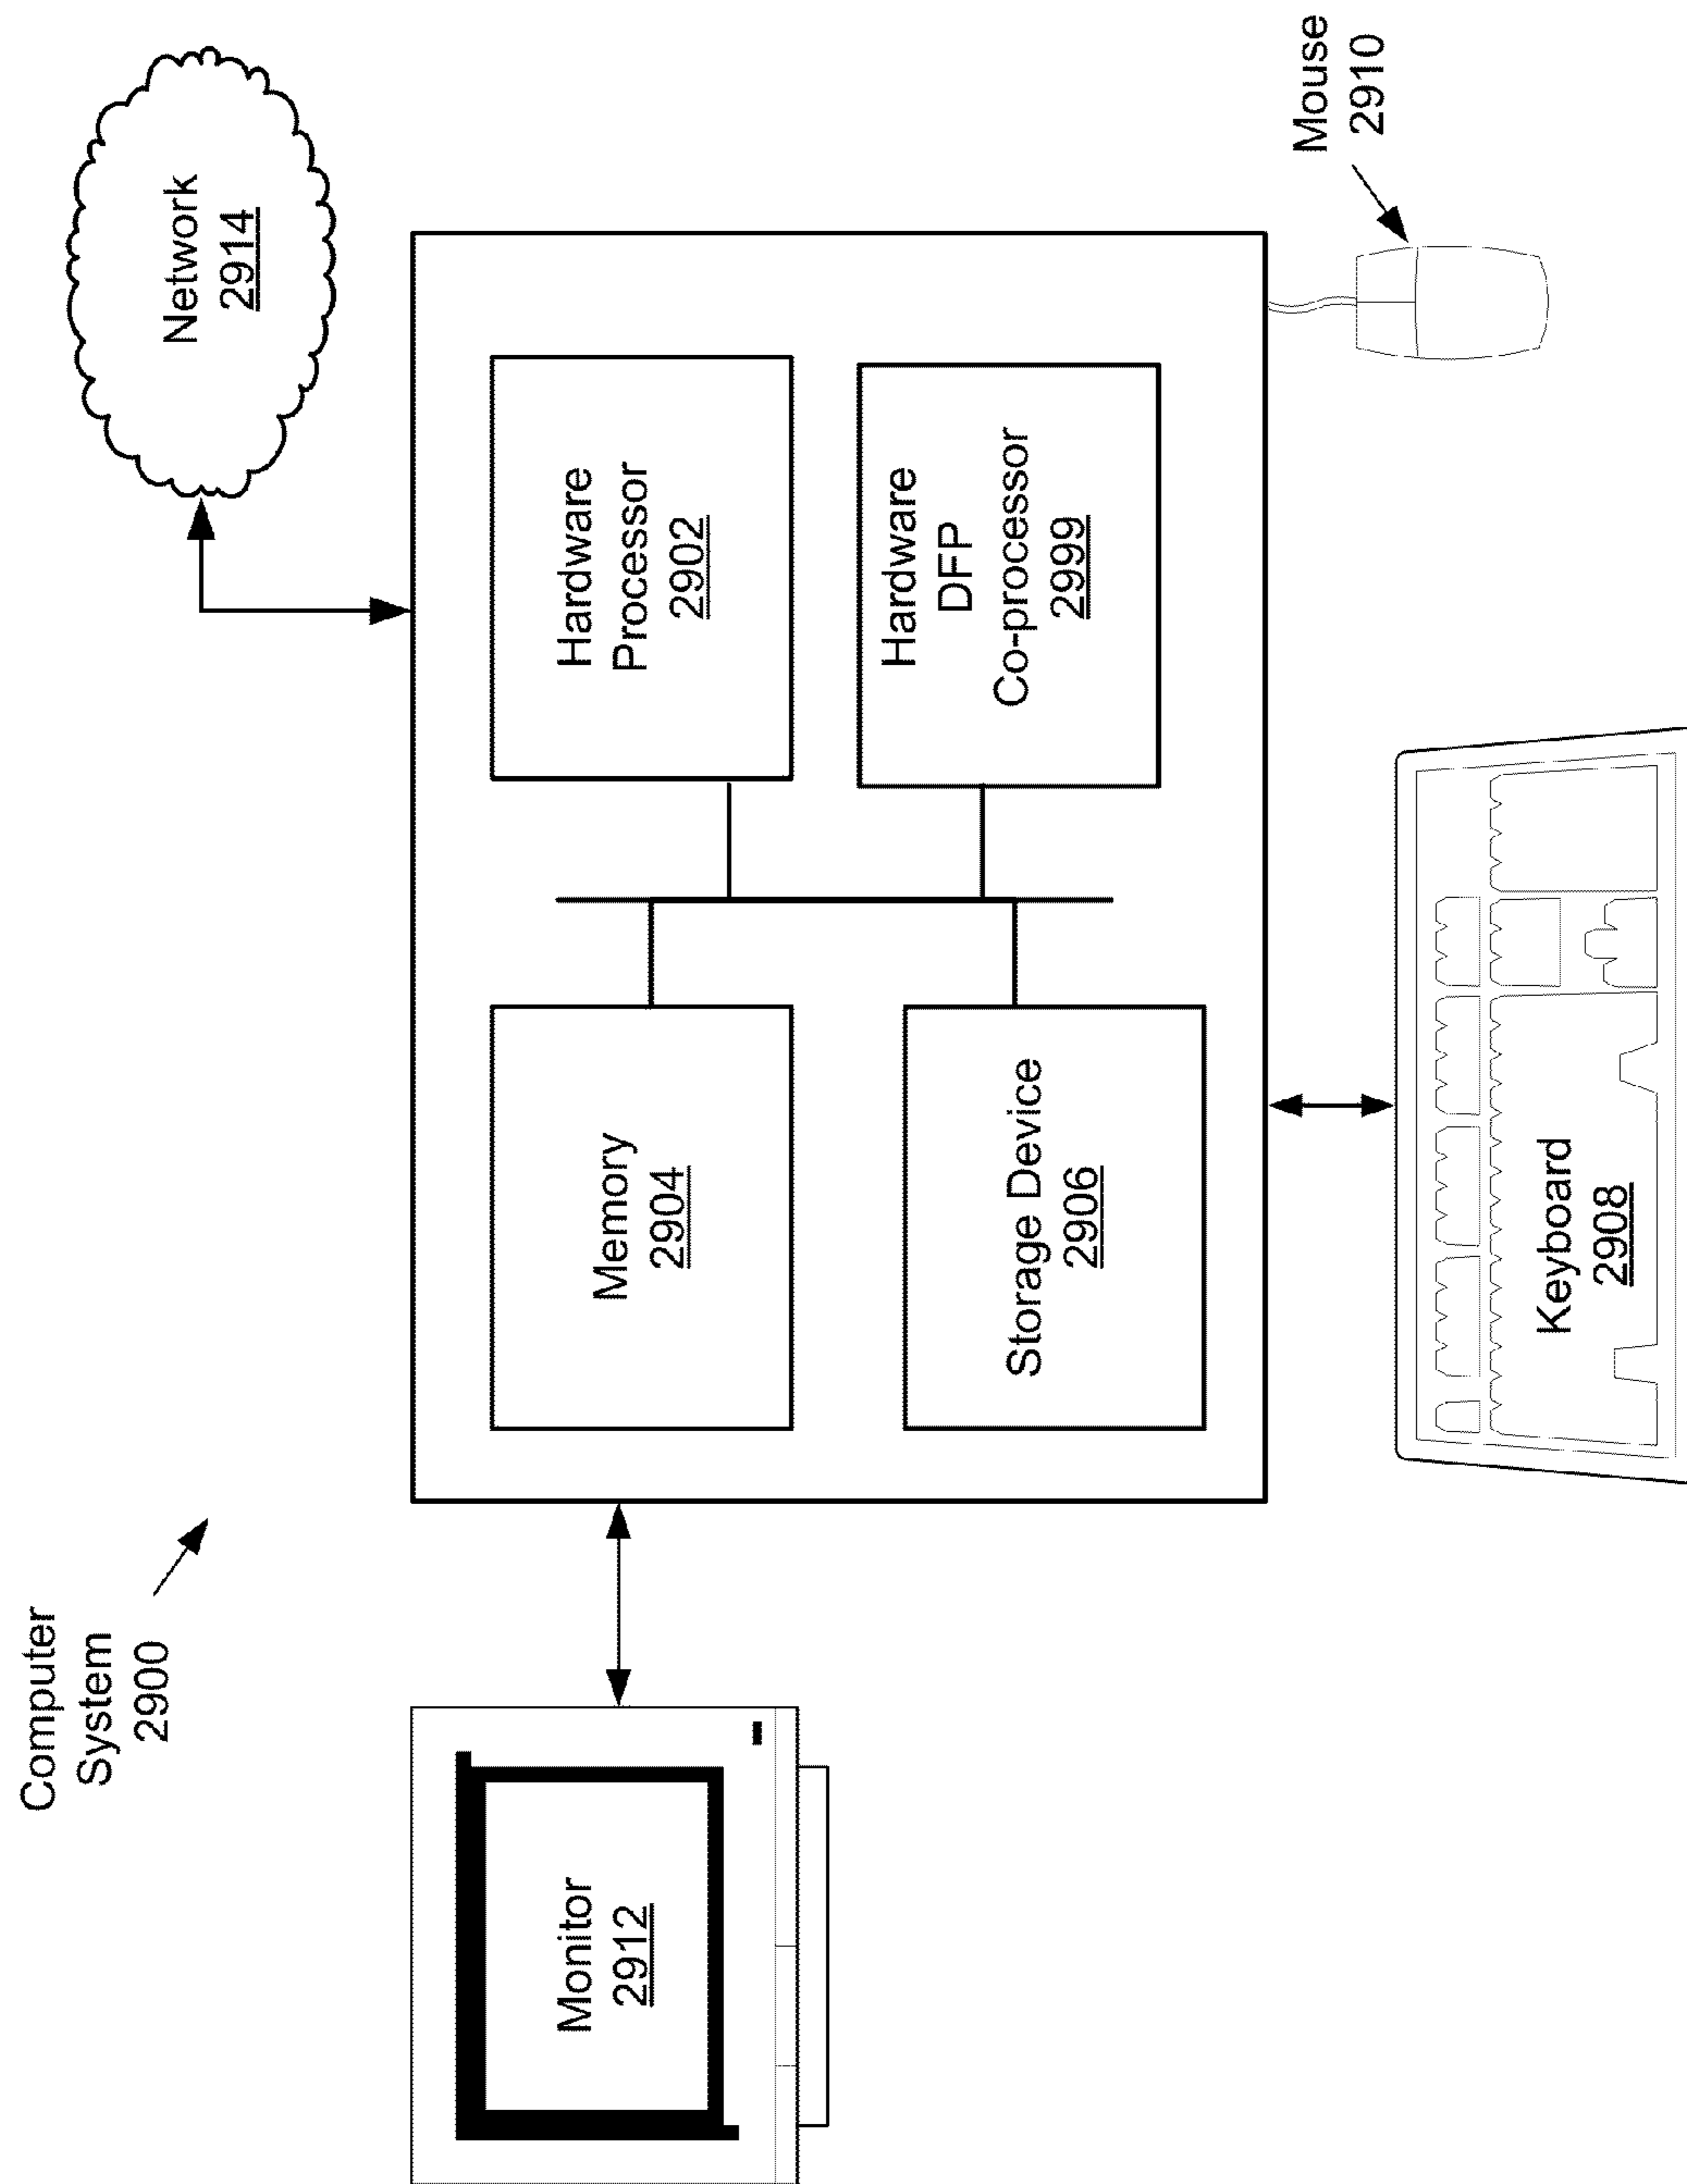 Computer
System
2900
Network
2914
Monitor
2912
Memory
2904
Hardware
Processor
2902
Storage Device
2906
Hardware
DFP
Co-processor
2999
Keyboard
2908
Mouse
2910